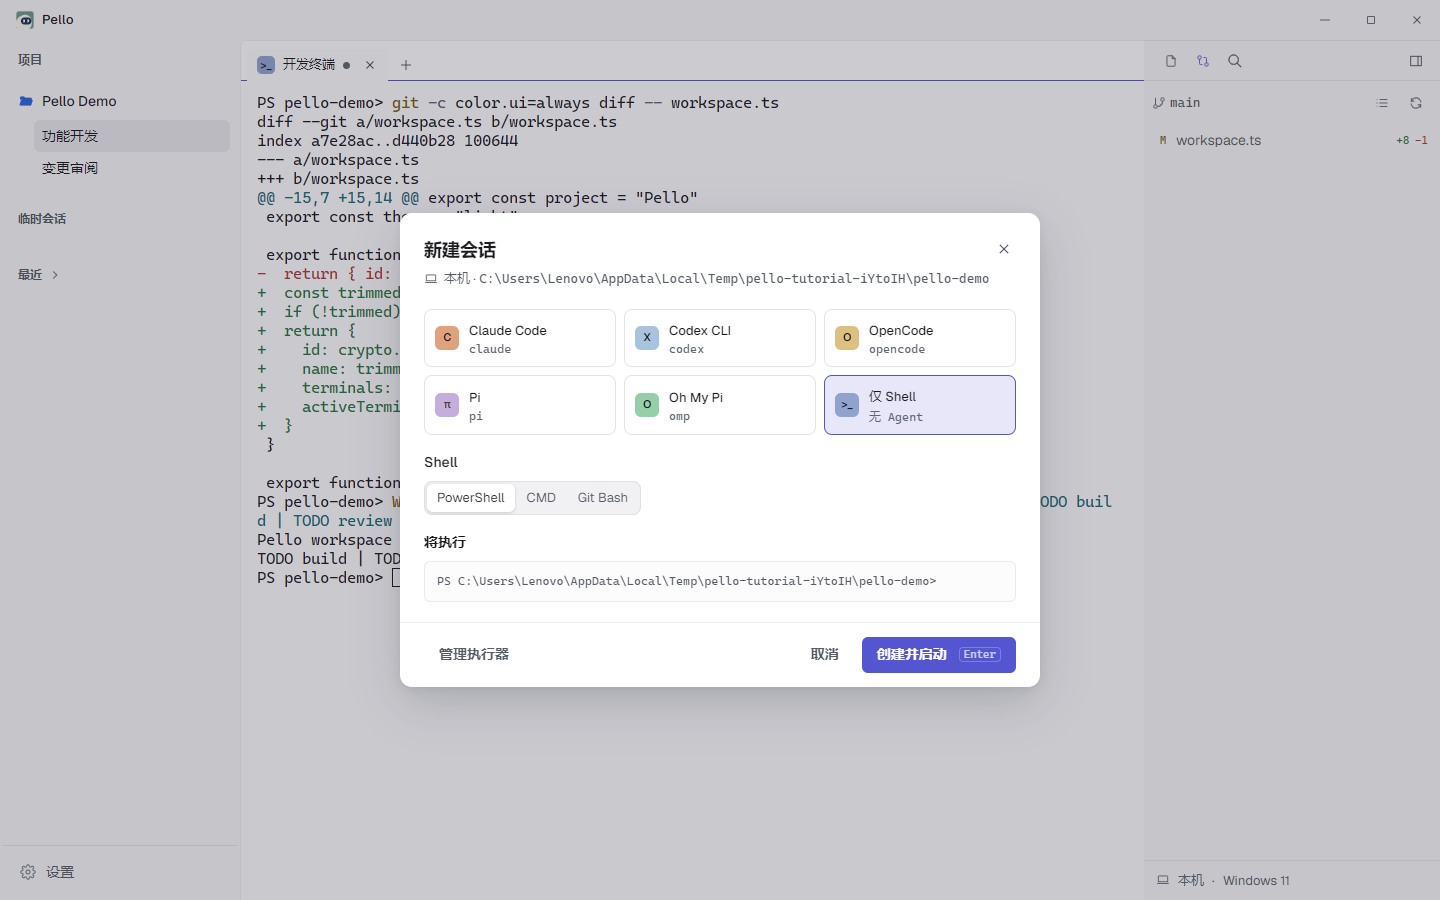 Pello
项目
Pello Demo
功能开发
变更审阅
临时会话
最近
设置
>_ 开发终端
PS pello-demo> git -c color.ui=always diff -- workspace.ts
diff --git a/workspace.ts b/workspace.ts
index a7e28ac..d440b28 100644
--- a/workspace.ts
+++ b/workspace.ts
@@ -15,7 +15,14 @@ export const project = "Pello"
export const
export function
- return { id:
+ const trimmed
+ if (!trimmed)
+ return {
+ id: crypto.
+ name: trimm
+ terminals:
+ activeTermi
+ }
}
export function
PS pello-demo>
ODO buil
d | TODO review
Pello workspace
TODO build | TOD
PS pello-demo>
新建会话
本机 · C:\Users\Lenovo\AppData\Local\Temp\pello-tutorial-iYtoIH\pello-demo
C Claude Code
claude
X Codex CLI
codex
O OpenCode
opencode
π Pi
pi
O Oh My Pi
omp
>_ 仅 Shell
无 Agent
Shell
PowerShell CMD Git Bash
将执行
PS C:\Users\Lenovo\AppData\Local\Temp\pello-tutorial-iYtoIH\pello-demo>
管理执行器
取消
创建并启动 Enter
main
M workspace.ts +8 -1
本机 · Windows 11